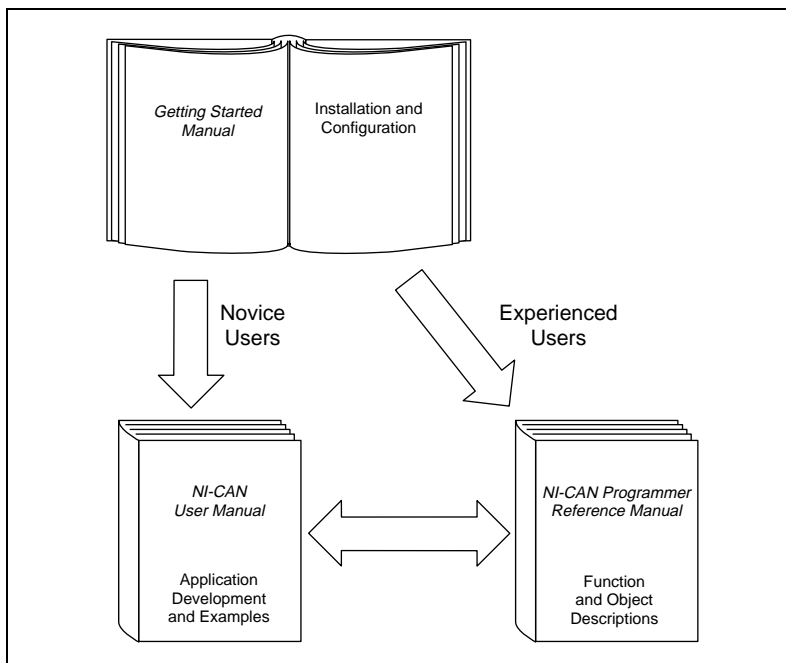 Getting Started
Manual
Installation and
Configuration
Novice
Users
Experienced
Users
NI-CAN
User Manual
Application
Development
and Examples
NI-CAN Programmer
Reference Manual
Function
and Object
Descriptions